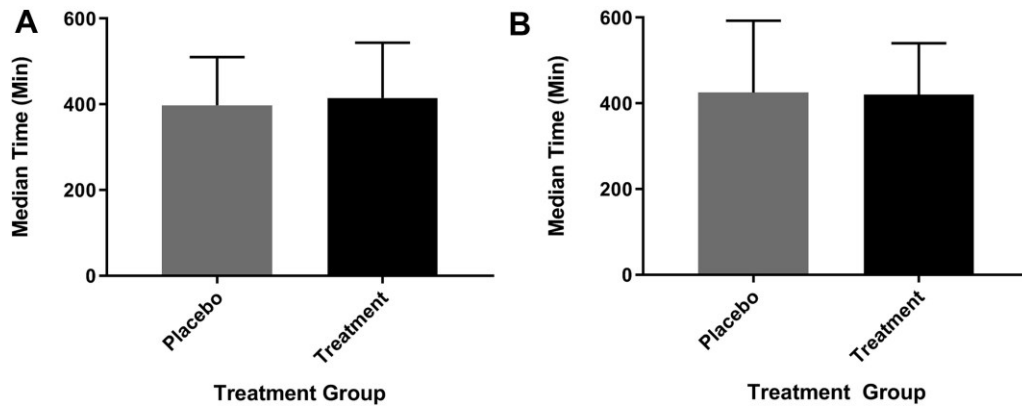 A
Median Time (Min)
600
400
200
0
Placebo
Treatment
Treatment Group
B
Median Time (Min)
600
400
200
0
Placebo
Treatment
Treatment Group